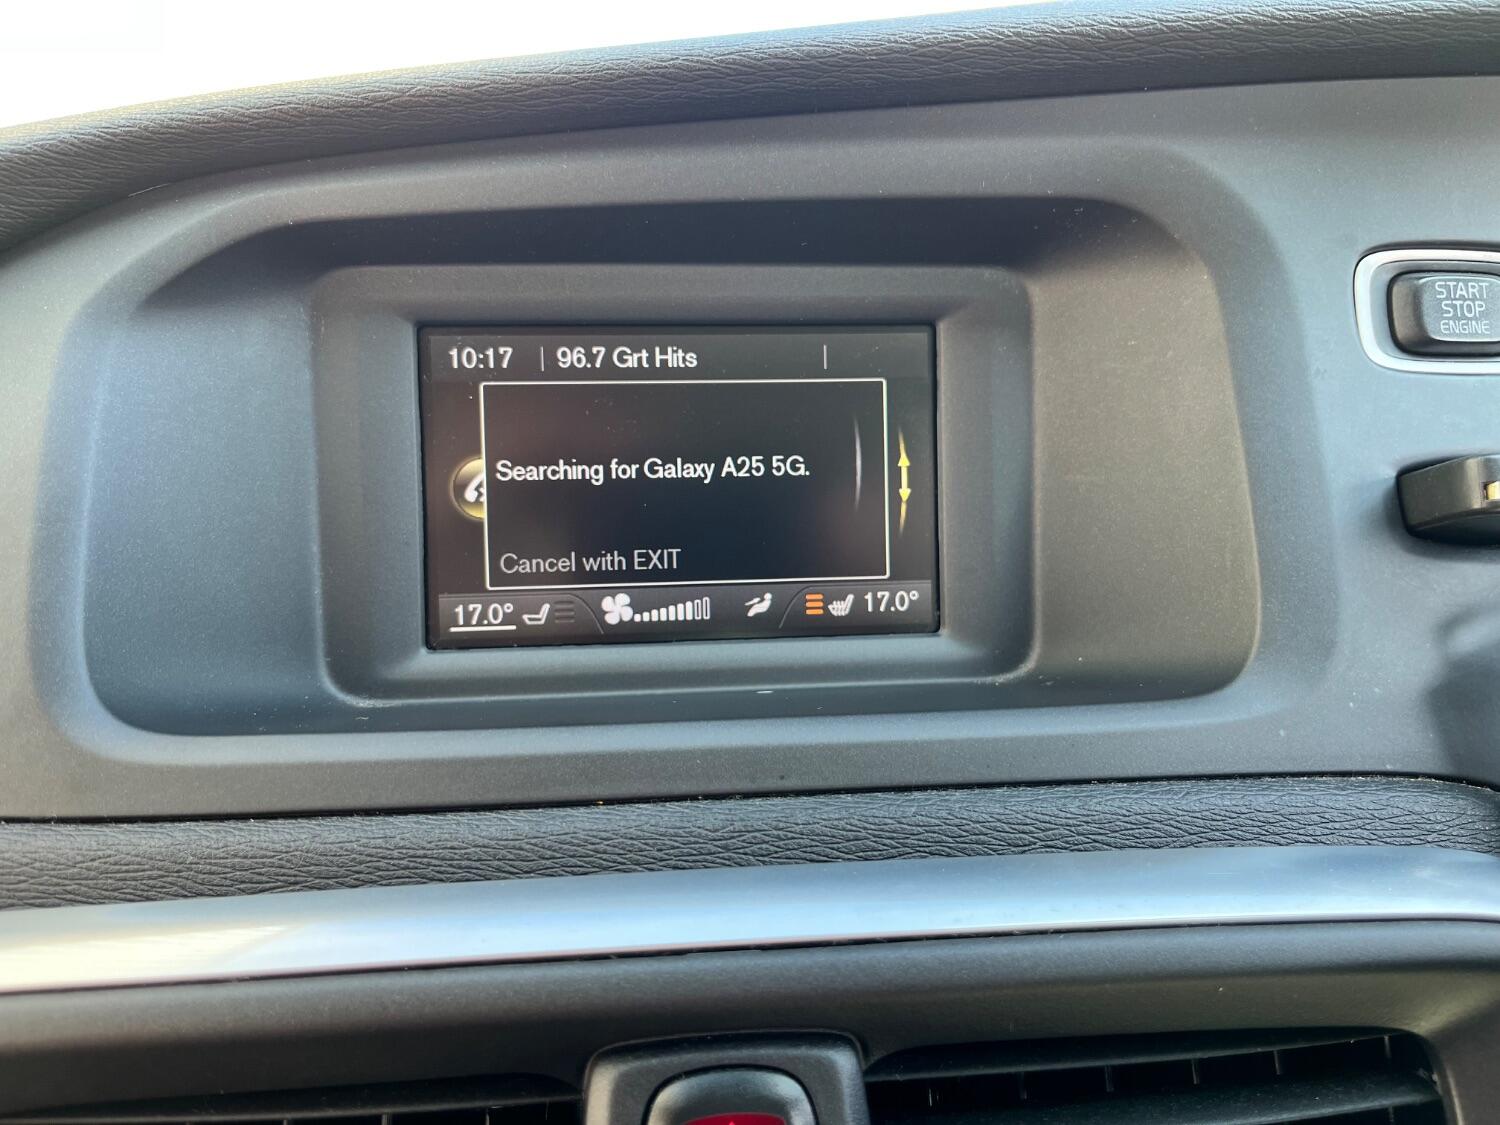 10:17 | 96.7 Grt Hits |
Searching for Galaxy A25 5G.
Cancel with EXIT
17.0° 17.0°
START
STOP
ENGINE